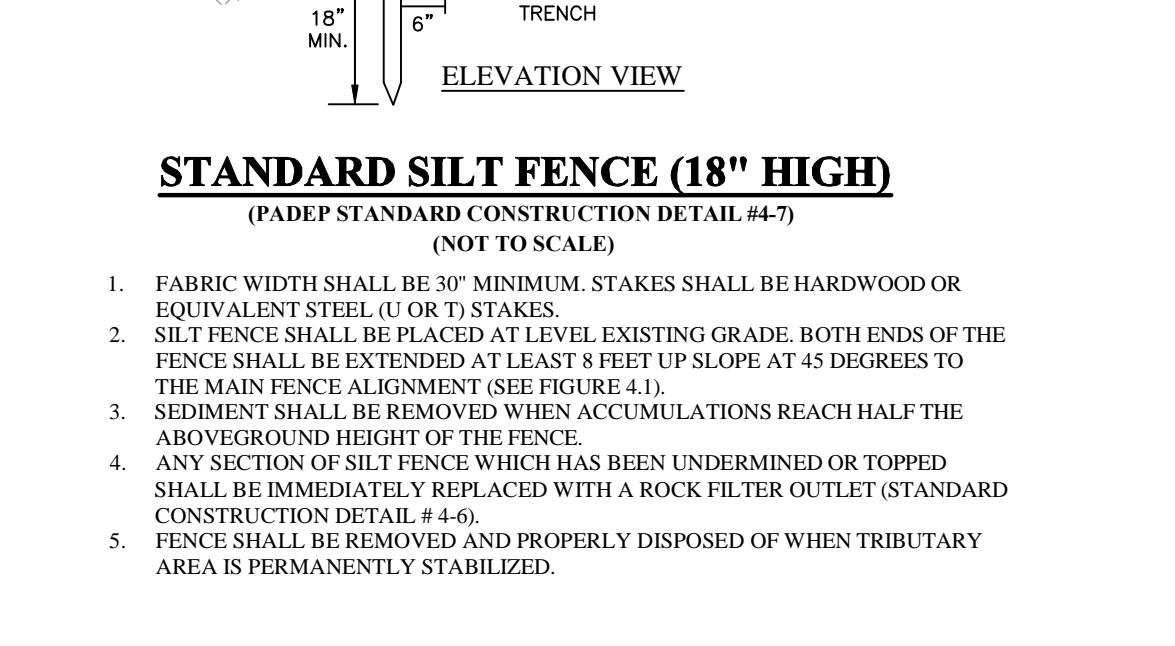 18”
MIN.
6”
TRENCH
ELEVATION VIEW
STANDARD SILT FENCE (18" HIGH)
(PADEP STANDARD CONSTRUCTION DETAIL #4-7)
(NOT TO SCALE)
1. FABRIC WIDTH SHALL BE 30" MINIMUM. STAKES SHALL BE HARDWOOD OR
EQUIVALENT STEEL (U OR T) STAKES.
2. SILT FENCE SHALL BE PLACED AT LEVEL EXISTING GRADE. BOTH ENDS OF THE
FENCE SHALL BE EXTENDED AT LEAST 8 FEET UP SLOPE AT 45 DEGREES TO
THE MAIN FENCE ALIGNMENT (SEE FIGURE 4.1).
3. SEDIMENT SHALL BE REMOVED WHEN ACCUMULATIONS REACH HALF THE
ABOVEGROUND HEIGHT OF THE FENCE.
4. ANY SECTION OF SILT FENCE WHICH HAS BEEN UNDERMINED OR TOPPED
SHALL BE IMMEDIATELY REPLACED WITH A ROCK FILTER OUTLET (STANDARD
CONSTRUCTION DETAIL # 4-6).
5. FENCE SHALL BE REMOVED AND PROPERLY DISPOSED OF WHEN TRIBUTARY
AREA IS PERMANENTLY STABILIZED.